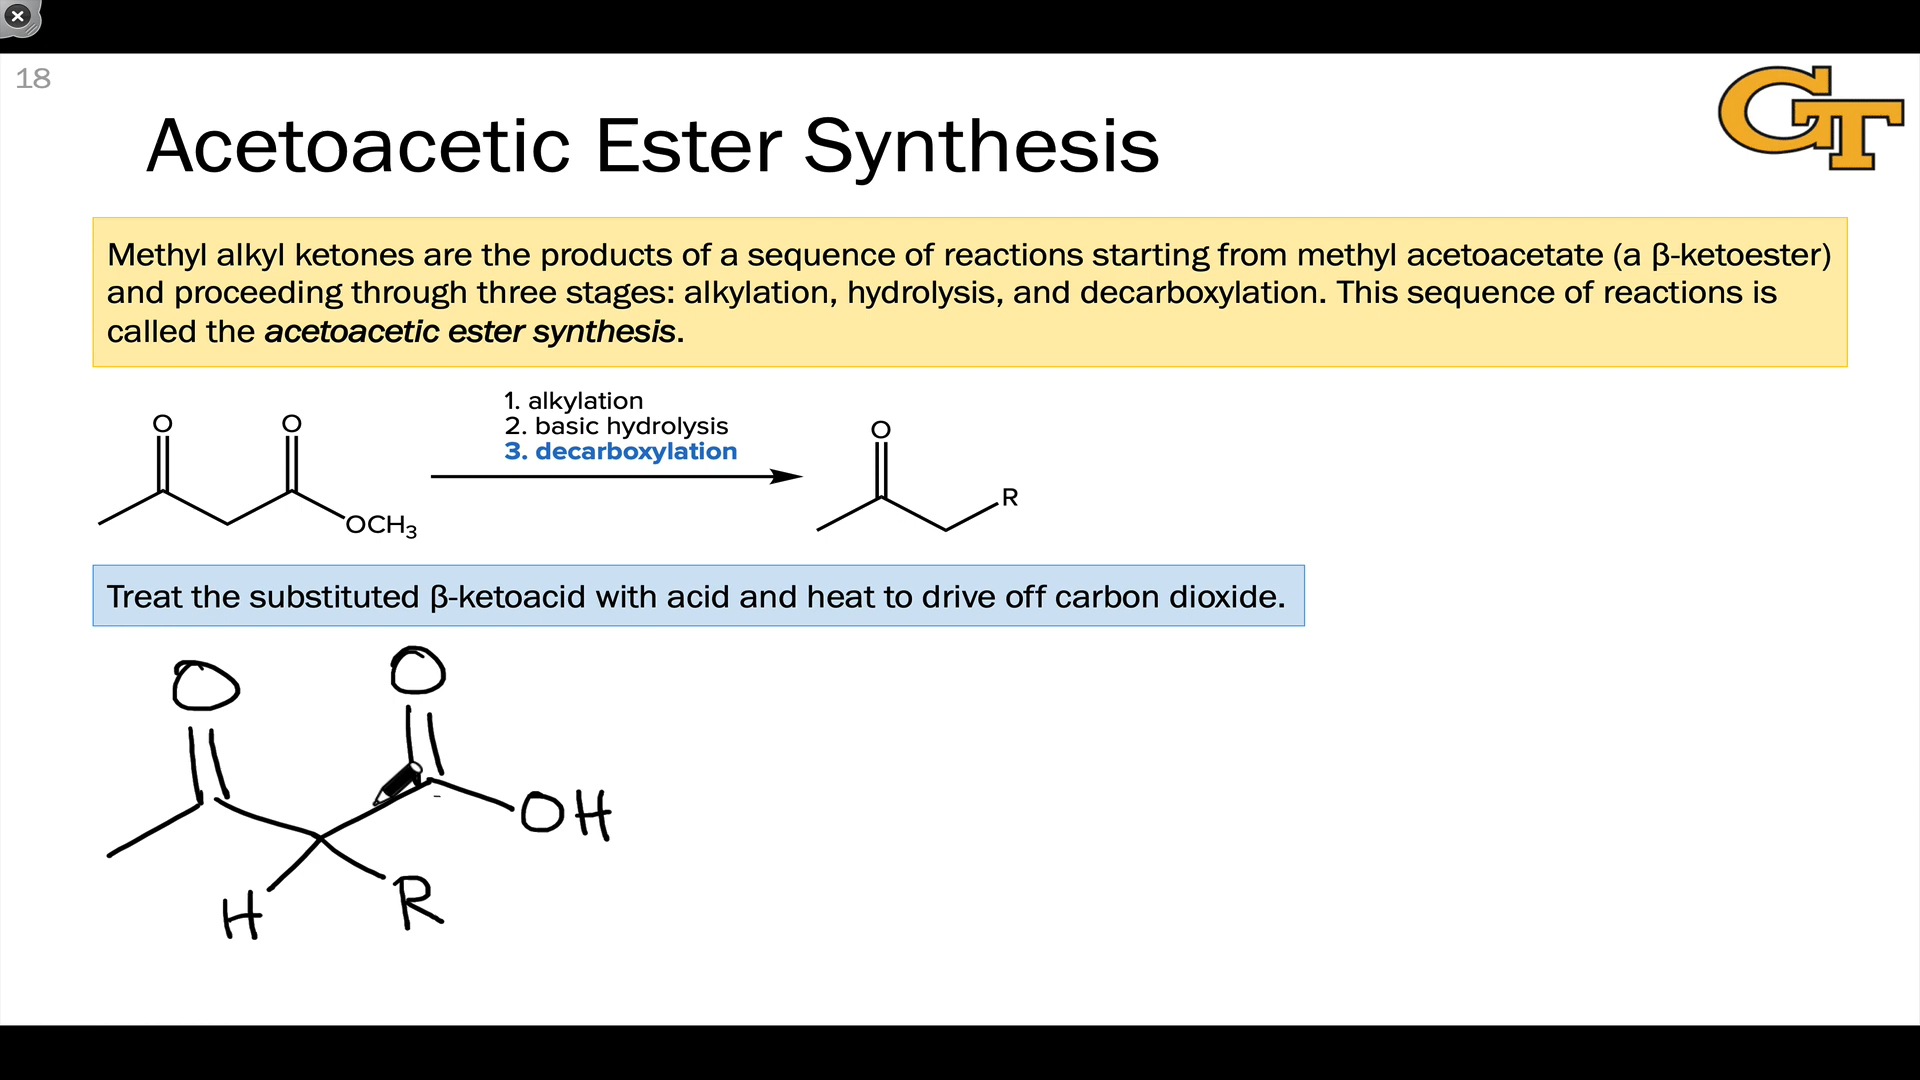 18
GT
Acetoacetic Ester Synthesis
Methyl alkyl ketones are the products of a sequence of reactions starting from methyl acetoacetate (a β-ketoester)
and proceeding through three stages: alkylation, hydrolysis, and decarboxylation. This sequence of reactions is
called the acetoacetic ester synthesis.
1. alkylation
2. basic hydrolysis
3. decarboxylation
O O
OCH₃
O
R
Treat the substituted β-ketoacid with acid and heat to drive off carbon dioxide.
O O
OH
H R